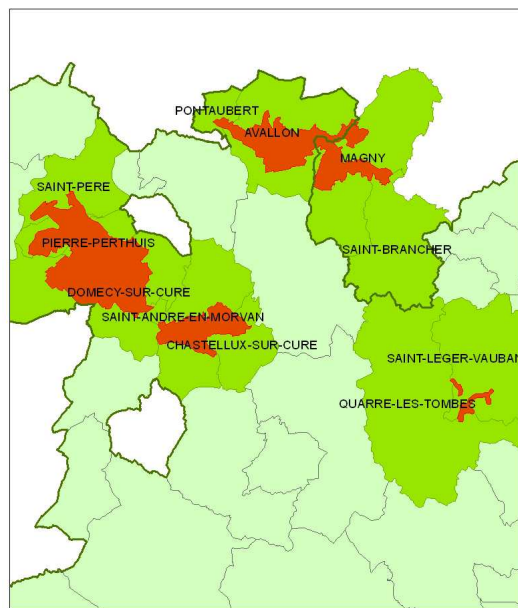 PONTAUBERT
AVALLON
MAGNY
SAINT-PERE
PIERRE-PERTHUIS
SAINT-BRANCHER
DOMECY-SUR-CURE
SAINT-ANDRE-EN-MORVAN
CHASTELLUX-SUR-CURE
SAINT-LEGER-VAUBAN
QUARRE-LES-TOMBES